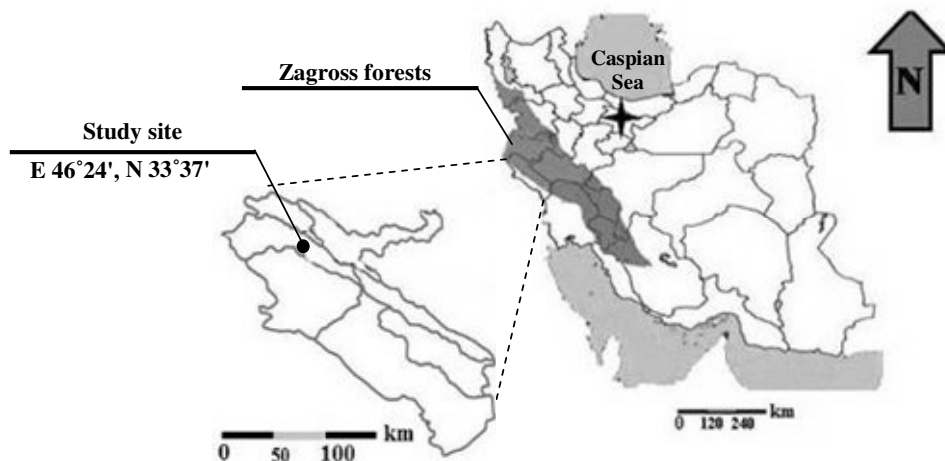 Caspian
Sea
N
Zagross forests
Study site
E 46°24', N 33°37'
km
0 50 100
km
0 120 240